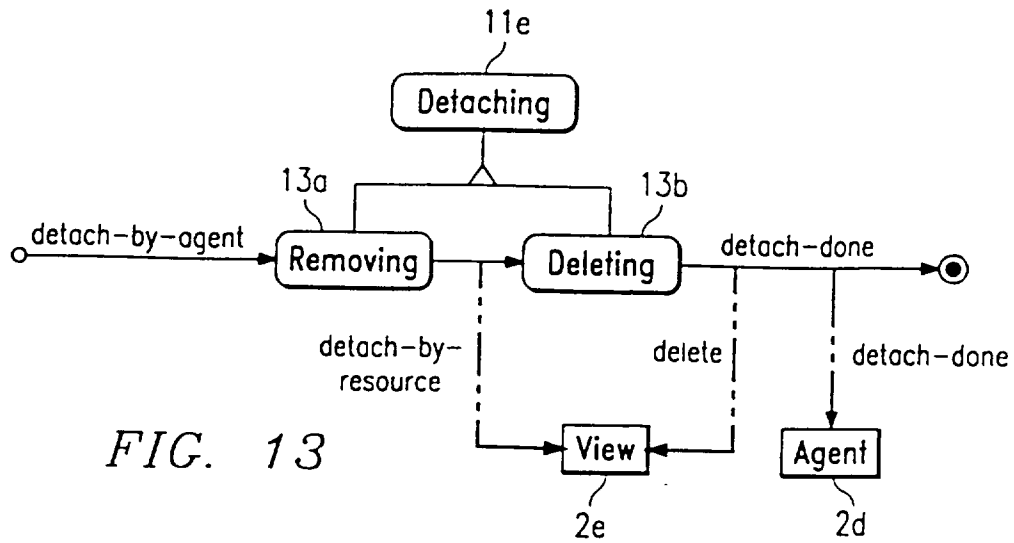 11e
Detaching
13a
13b
detach-by-agent
detach-done
Removing
Deleting
detach-by-
resource
delete
detach-done
FIG. 13
View
Agent
2e
2d